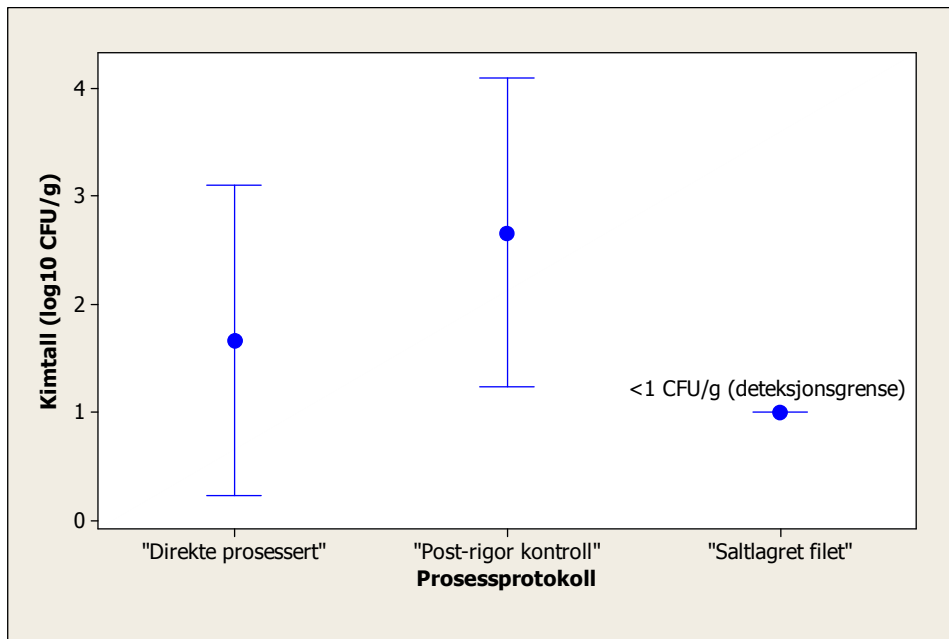 Kimtall (log10 CFU/g)
4
3
2
1
0
<1 CFU/g (deteksjonsgrense)
"Direkte prosessert"
"Post-rigor kontroll"
"Saltlagret filet"
Prosessprotokoll